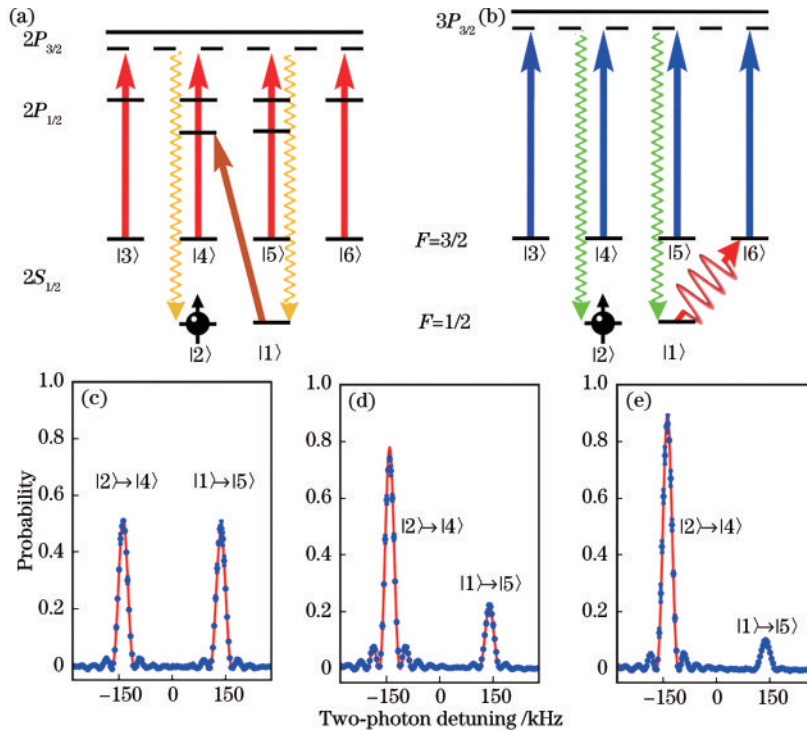 (a)
2P3/2
2P1/2
|3⟩ |4⟩ |5⟩ |6⟩
2S1/2
|2⟩ |1⟩
F=3/2
F=1/2
(b)
3P3/2
|3⟩ |4⟩ |5⟩ |6⟩
|2⟩ |1⟩
(c)
Probability
1.0
0.8
0.6
0.4
0.2
0
|2⟩→|4⟩ |1⟩→|5⟩
−150 0 150
(d)
1.0
0.8
0.6
0.4
0.2
0
|2⟩→|4⟩
|1⟩→|5⟩
−150 0 150
Two-photon detuning /kHz
(e)
1.0
0.8
0.6
0.4
0.2
0
|2⟩→|4⟩
|1⟩→|5⟩
−150 0 150